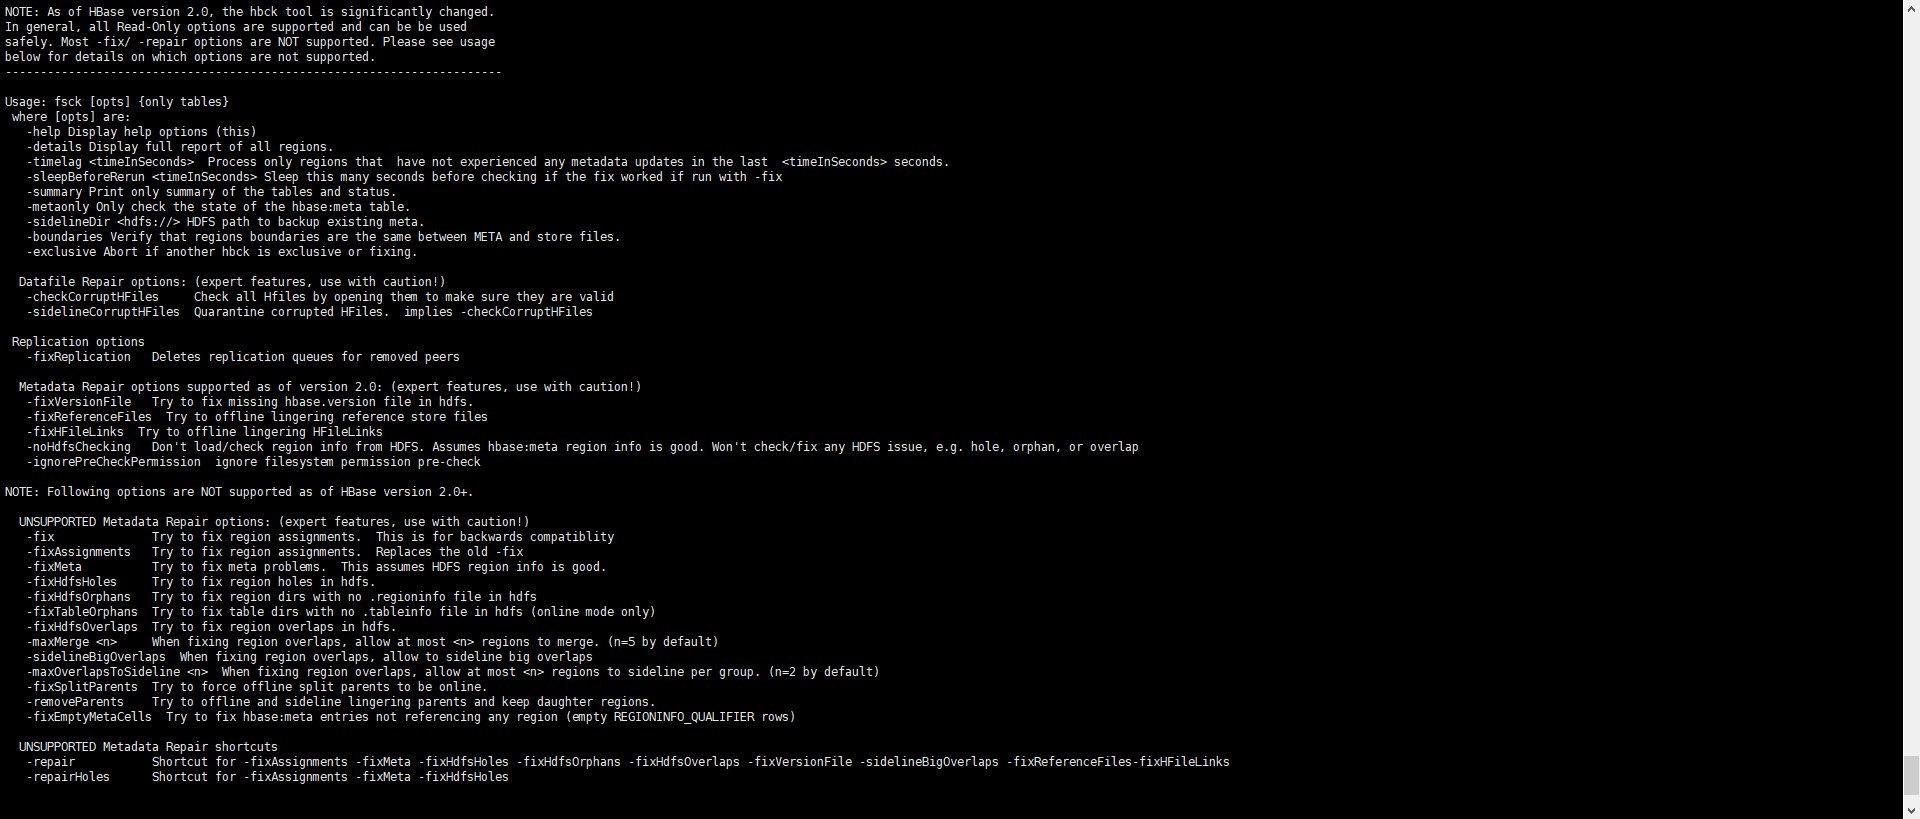 NOTE: As of HBase version 2.0, the hbck tool is significantly changed.
In general, all Read-Only options are supported and can be be used
safely. Most -fix/ -repair options are NOT supported. Please see usage
below for details on which options are not supported.
-----------------------------------------------------------------------
Usage: fsck [opts] {only tables}
 where [opts] are:
   -help Display help options (this)
   -details Display full report of all regions.
   -timelag <timeInSeconds>  Process only regions that  have not experienced any metadata updates in the last  <timeInSeconds> seconds.
   -sleepBeforeRerun <timeInSeconds> Sleep this many seconds before checking if the fix worked if run with -fix
   -summary Print only summary of the tables and status.
   -metaonly Only check the state of the hbase:meta table.
   -sidelineDir <hdfs://> HDFS path to backup existing meta.
   -boundaries Verify that regions boundaries are the same between META and store files.
   -exclusive Abort if another hbck is exclusive or fixing.
  Datafile Repair options: (expert features, use with caution!)
   -checkCorruptHFiles     Check all Hfiles by opening them to make sure they are valid
   -sidelineCorruptHFiles  Quarantine corrupted HFiles.  implies -checkCorruptHFiles
 Replication options
   -fixReplication   Deletes replication queues for removed peers
  Metadata Repair options supported as of version 2.0: (expert features, use with caution!)
   -fixVersionFile   Try to fix missing hbase.version file in hdfs.
   -fixReferenceFiles  Try to offline lingering reference store files
   -fixHFileLinks  Try to offline lingering HFileLinks
   -noHdfsChecking   Don't load/check region info from HDFS. Assumes hbase:meta region info is good. Won't check/fix any HDFS issue, e.g. hole, orphan, or overlap
   -ignorePreCheckPermission  ignore filesystem permission pre-check
NOTE: Following options are NOT supported as of HBase version 2.0+.
  UNSUPPORTED Metadata Repair options: (expert features, use with caution!)
   -fix              Try to fix region assignments.  This is for backwards compatiblity
   -fixAssignments   Try to fix region assignments.  Replaces the old -fix
   -fixMeta          Try to fix meta problems.  This assumes HDFS region info is good.
   -fixHdfsHoles     Try to fix region holes in hdfs.
   -fixHdfsOrphans   Try to fix region dirs with no .regioninfo file in hdfs
   -fixTableOrphans  Try to fix table dirs with no .tableinfo file in hdfs (online mode only)
   -fixHdfsOverlaps  Try to fix region overlaps in hdfs.
   -maxMerge <n>     When fixing region overlaps, allow at most <n> regions to merge. (n=5 by default)
   -sidelineBigOverlaps  When fixing region overlaps, allow to sideline big overlaps
   -maxOverlapsToSideline <n>  When fixing region overlaps, allow at most <n> regions to sideline per group. (n=2 by default)
   -fixSplitParents  Try to force offline split parents to be online.
   -removeParents    Try to offline and sideline lingering parents and keep daughter regions.
   -fixEmptyMetaCells  Try to fix hbase:meta entries not referencing any region (empty REGIONINFO_QUALIFIER rows)
  UNSUPPORTED Metadata Repair shortcuts
   -repair           Shortcut for -fixAssignments -fixMeta -fixHdfsHoles -fixHdfsOrphans -fixHdfsOverlaps -fixVersionFile -sidelineBigOverlaps -fixReferenceFiles-fixHFileLinks
   -repairHoles      Shortcut for -fixAssignments -fixMeta -fixHdfsHoles